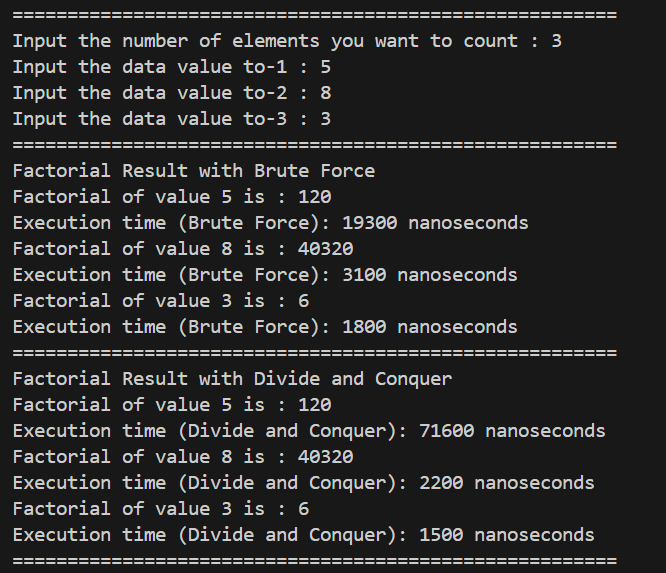 =======================================================
Input the number of elements you want to count : 3
Input the data value to-1 : 5
Input the data value to-2 : 8
Input the data value to-3 : 3
=======================================================
Factorial Result with Brute Force
Factorial of value 5 is : 120
Execution time (Brute Force): 19300 nanoseconds
Factorial of value 8 is : 40320
Execution time (Brute Force): 3100 nanoseconds
Factorial of value 3 is : 6
Execution time (Brute Force): 1800 nanoseconds
=======================================================
Factorial Result with Divide and Conquer
Factorial of value 5 is : 120
Execution time (Divide and Conquer): 71600 nanoseconds
Factorial of value 8 is : 40320
Execution time (Divide and Conquer): 2200 nanoseconds
Factorial of value 3 is : 6
Execution time (Divide and Conquer): 1500 nanoseconds
=======================================================